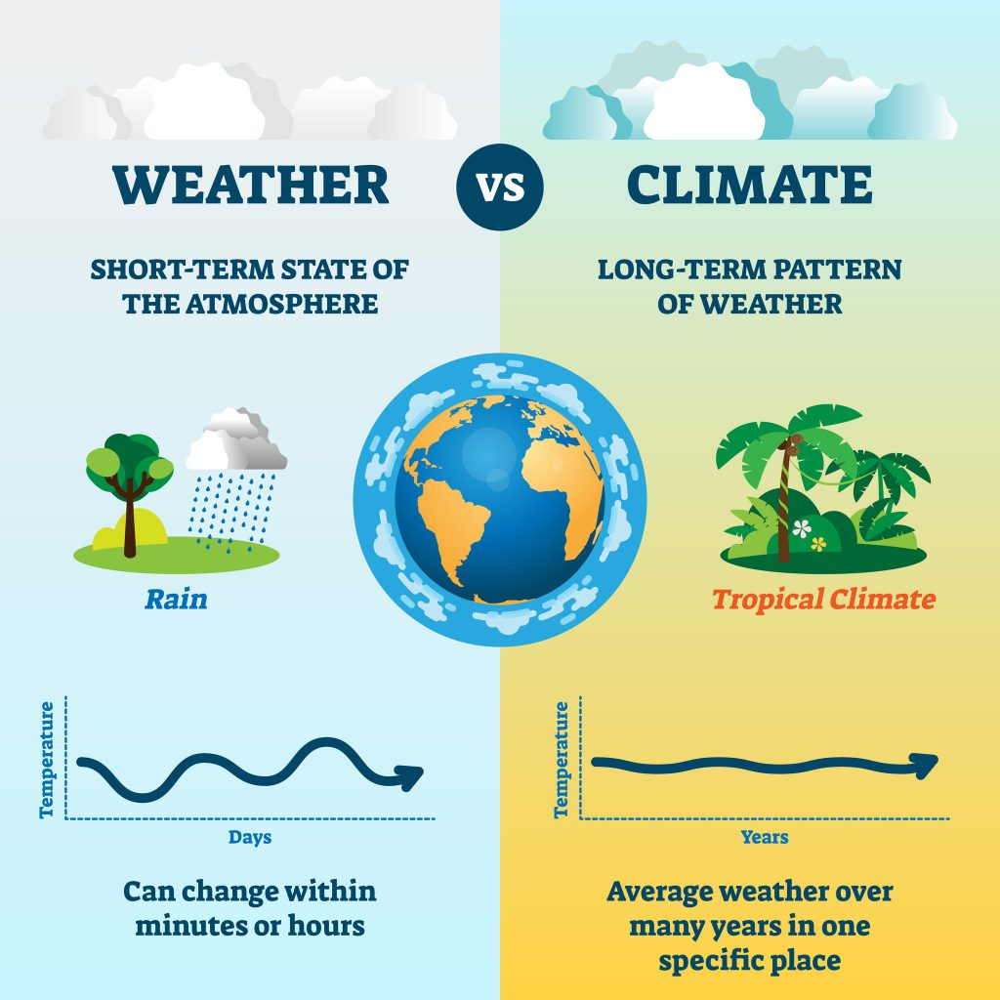 WEATHER
VS
CLIMATE
SHORT-TERM STATE OF
THE ATMOSPHERE
LONG-TERM PATTERN
OF WEATHER
Rain
Tropical Climate
Temperature
Days
Temperature
Years
Can change within
minutes or hours
Average weather over
many years in one
specific place